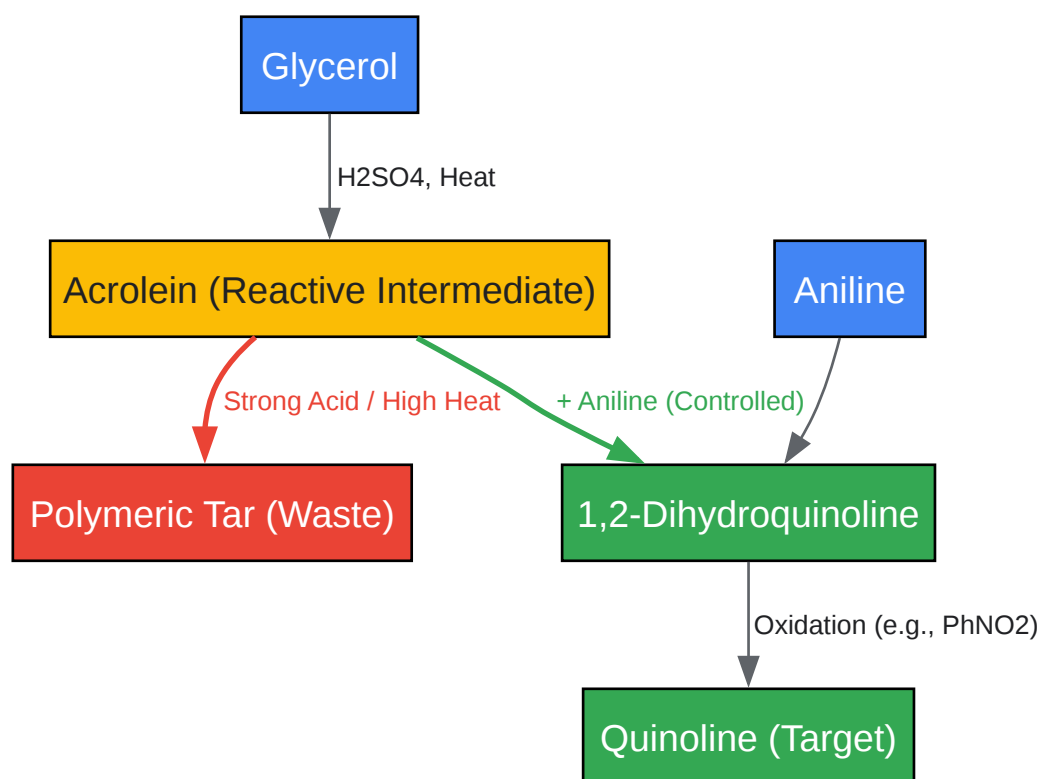 Glycerol
H2SO4, Heat
Acrolein (Reactive Intermediate)
Aniline
Strong Acid / High Heat
+ Aniline (Controlled)
Polymeric Tar (Waste)
1,2-Dihydroquinoline
Oxidation (e.g., PhNO2)
Quinoline (Target)